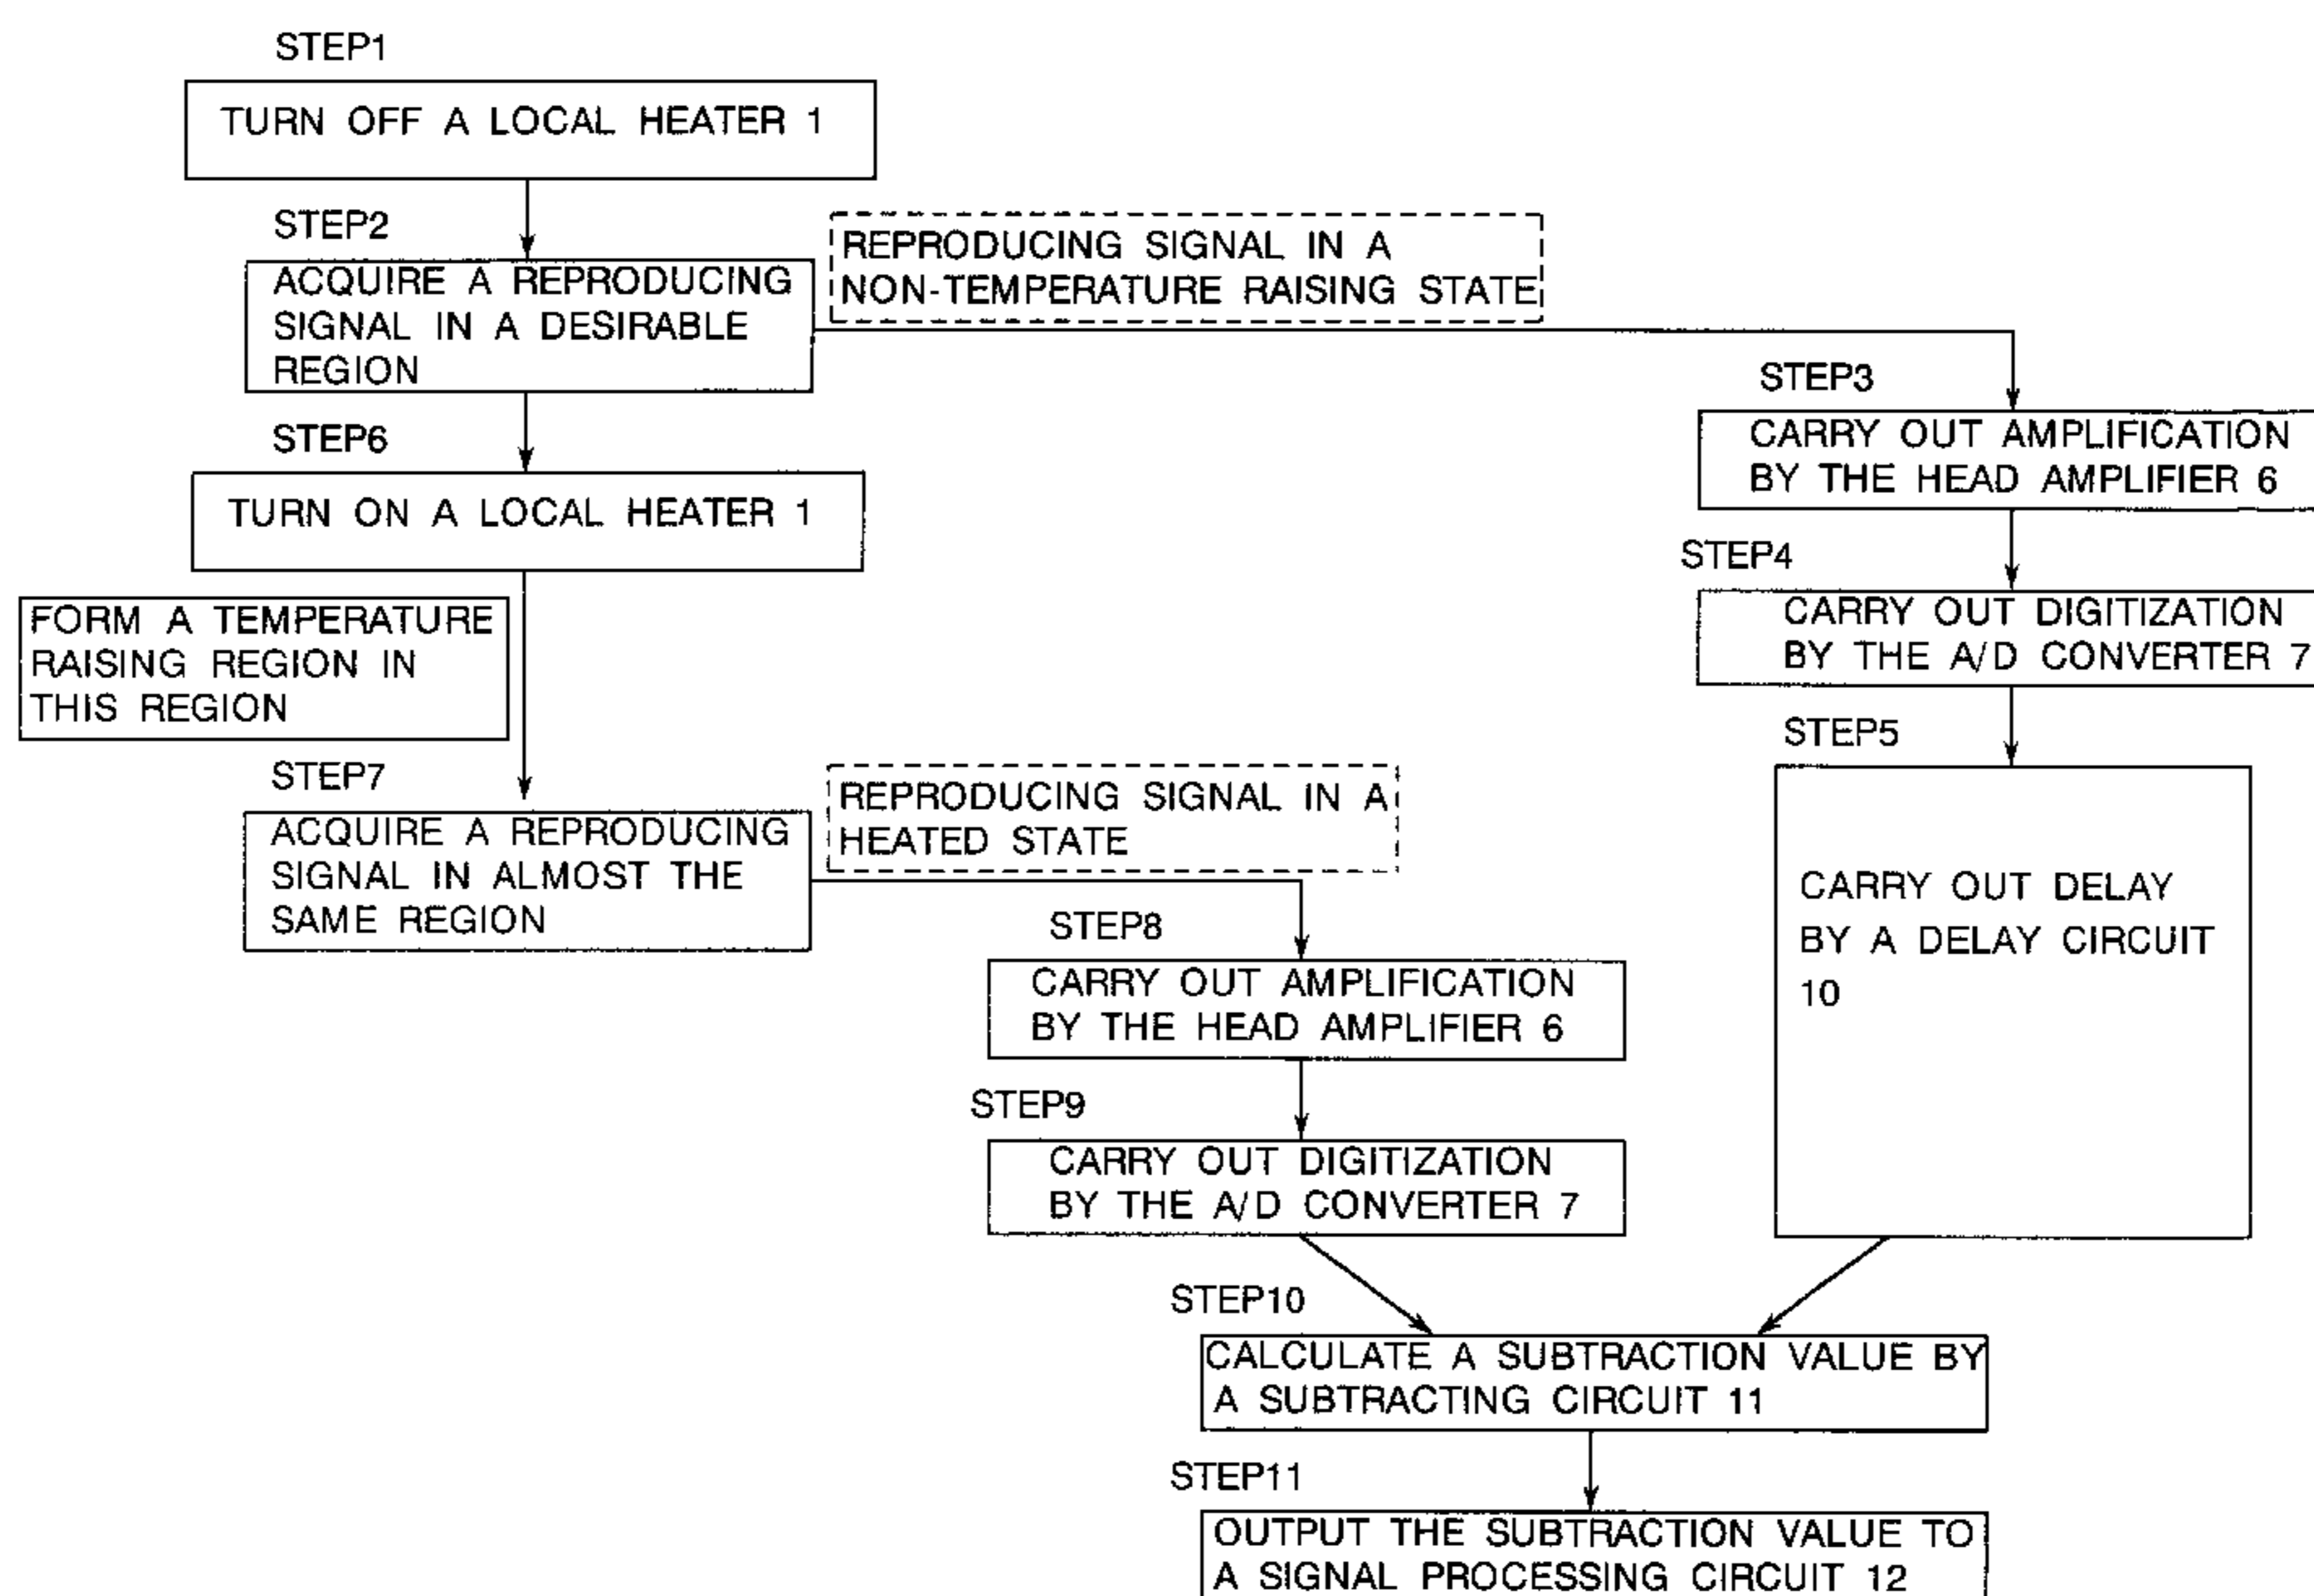 STEP1
TURN OFF A LOCAL HEATER 1
STEP2
ACQUIRE A REPRODUCING
SIGNAL IN A DESIRABLE
REGION
REPRODUCING SIGNAL IN A
NON-TEMPERATURE RAISING STATE
STEP3
CARRY OUT AMPLIFICATION
BY THE HEAD AMPLIFIER 6
STEP4
CARRY OUT DIGITIZATION
BY THE A/D CONVERTER 7
STEP5
CARRY OUT DELAY
BY A DELAY CIRCUIT
10
STEP6
TURN ON A LOCAL HEATER 1
FORM A TEMPERATURE
RAISING REGION IN
THIS REGION
STEP7
ACQUIRE A REPRODUCING
SIGNAL IN ALMOST THE
SAME REGION
REPRODUCING SIGNAL IN A
HEATED STATE
STEP8
CARRY OUT AMPLIFICATION
BY THE HEAD AMPLIFIER 6
STEP9
CARRY OUT DIGITIZATION
BY THE A/D CONVERTER 7
STEP10
CALCULATE A SUBTRACTION VALUE BY
A SUBTRACTING CIRCUIT 11
STEP11
OUTPUT THE SUBTRACTION VALUE TO
A SIGNAL PROCESSING CIRCUIT 12